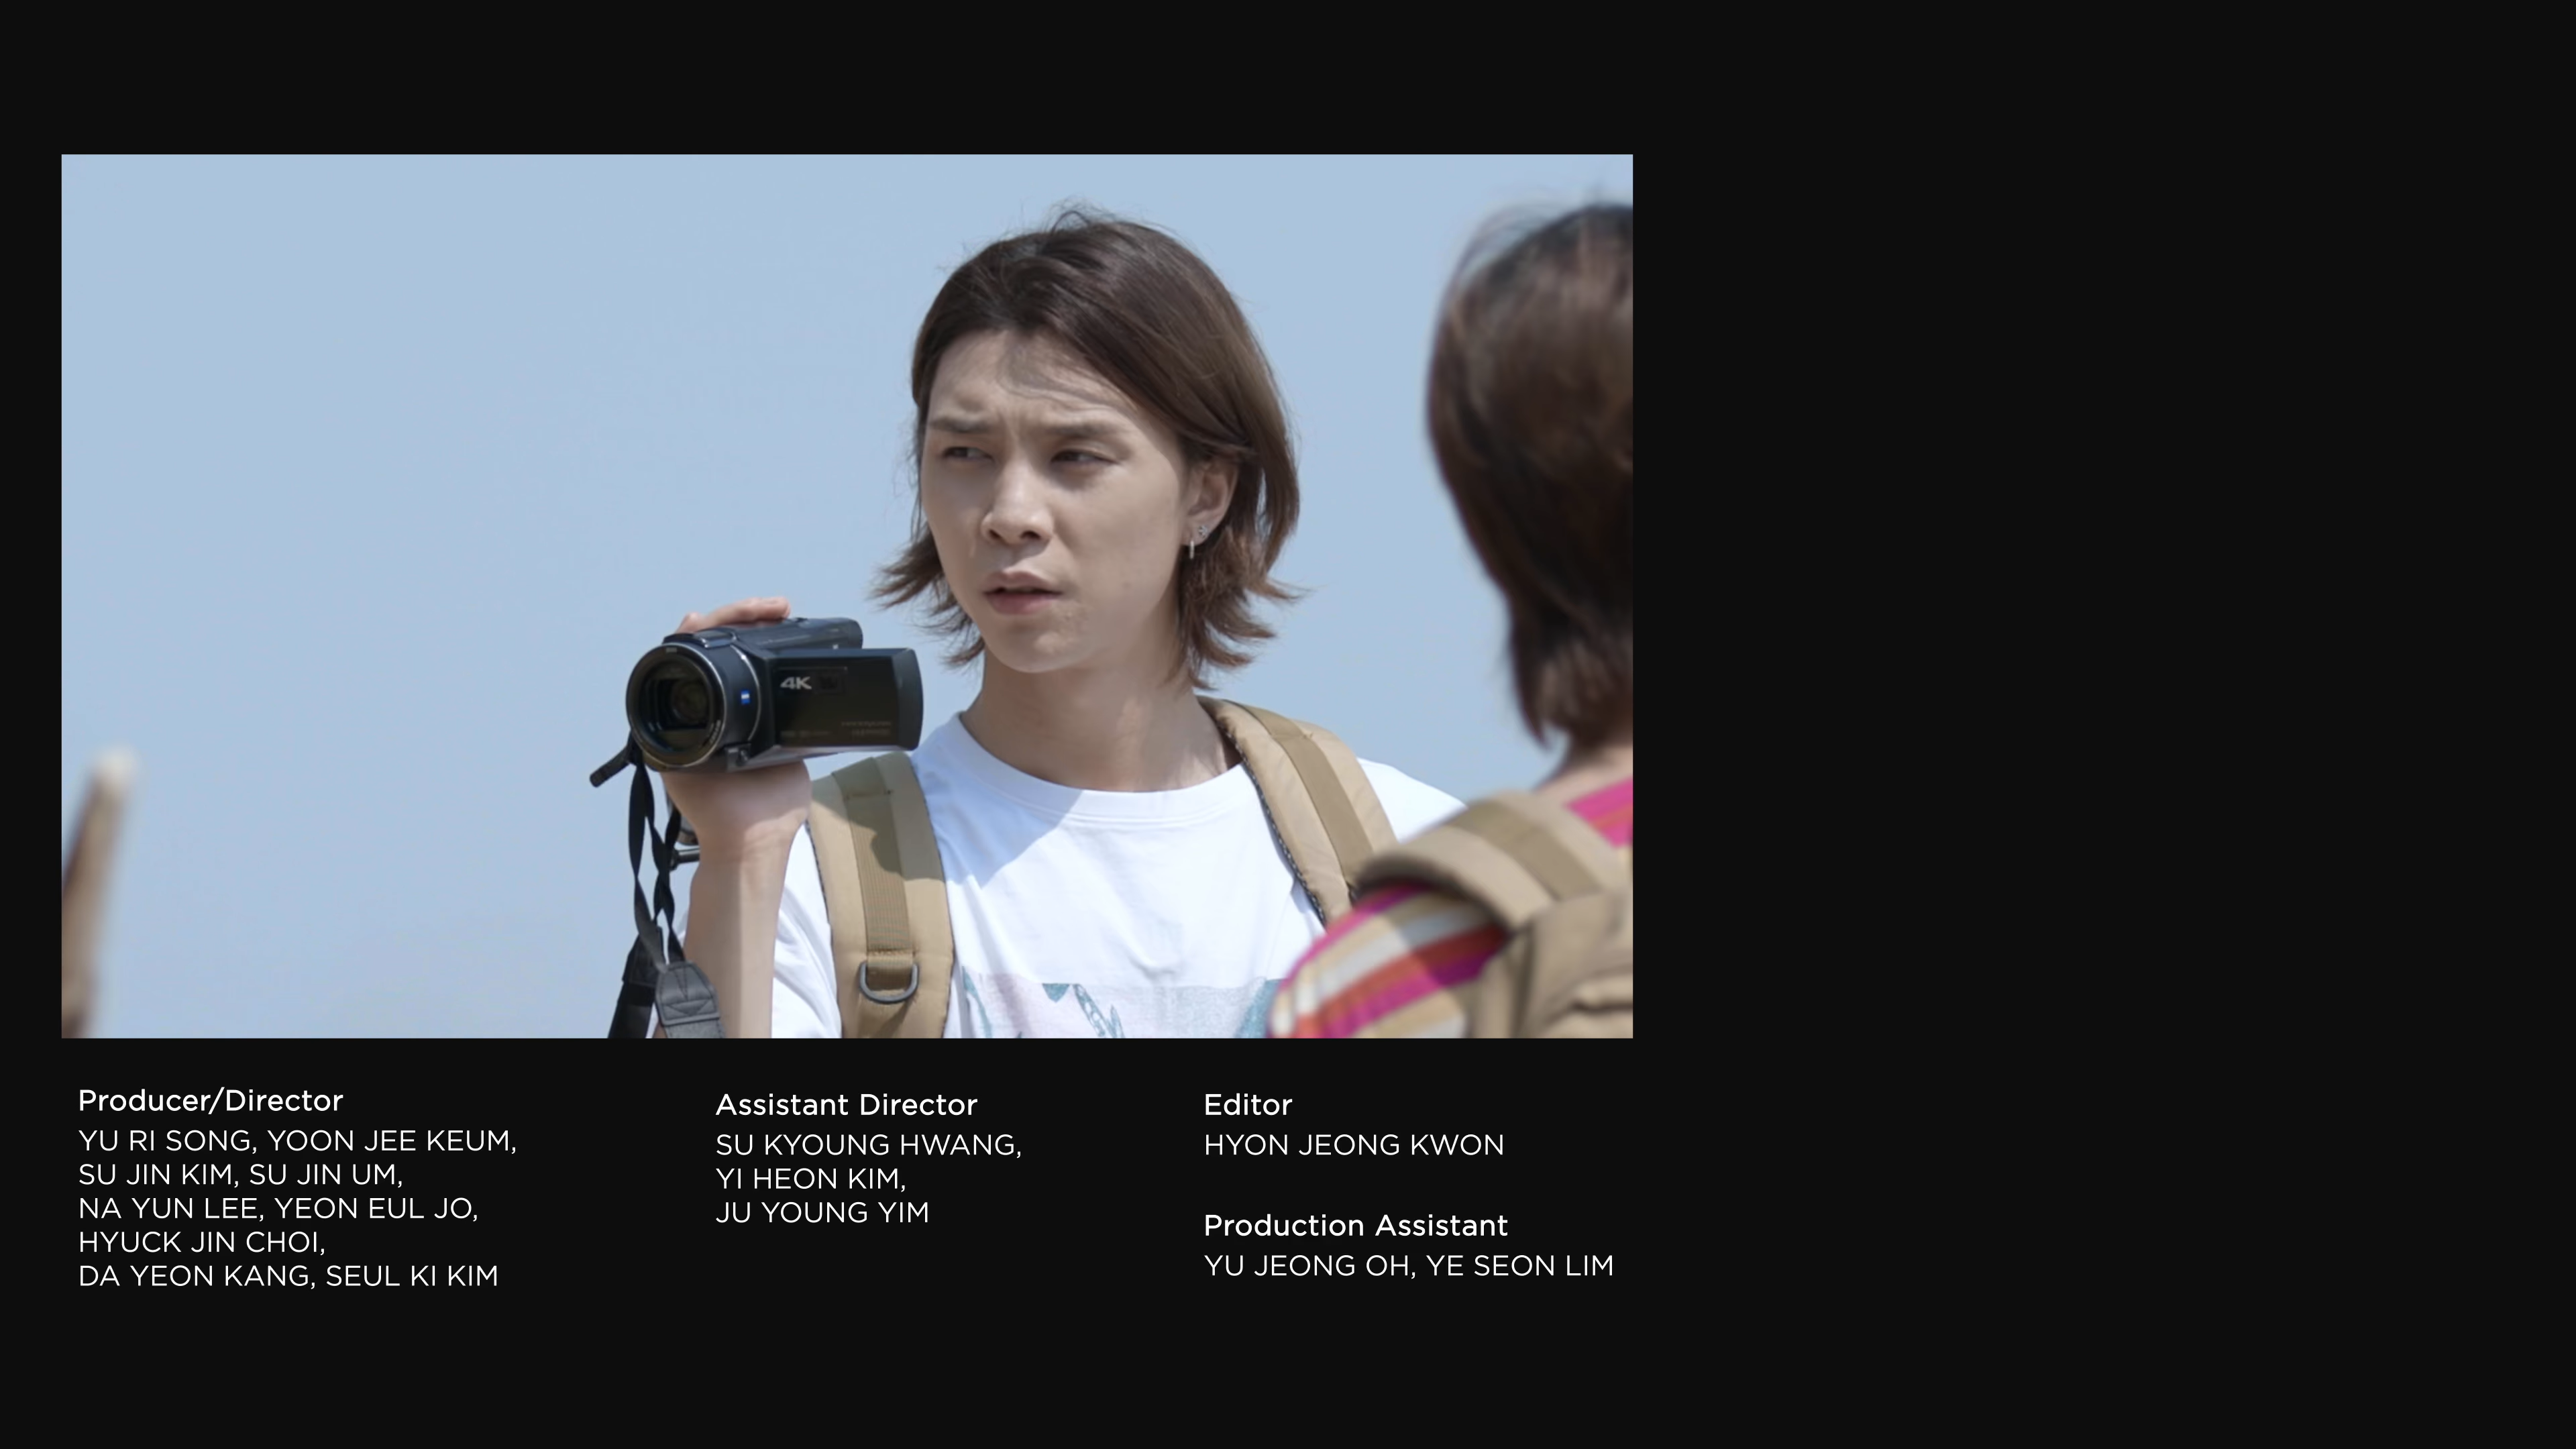 4K
Producer/Director
YU RI SONG, YOON JEE KEUM,
SU JIN KIM, SU JIN UM,
NA YUN LEE, YEON EUL JO,
HYUCK JIN CHOI,
DA YEON KANG, SEUL KI KIM
Assistant Director
SU KYOUNG HWANG,
YI HEON KIM,
JU YOUNG YIM
Editor
HYON JEONG KWON
Production Assistant
YU JEONG OH, YE SEON LIM